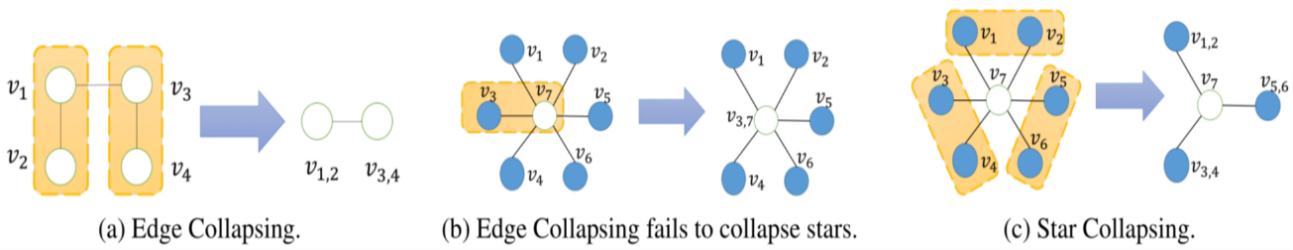 v₁ v₃
v₂ v₄
v₁,₂ v₃,₄
(a) Edge Collapsing.
v₁ v₂
v₃ v₇ v₅
v₄ v₆
v₁ v₂
v₃,₇ v₅
v₄ v₆
(b) Edge Collapsing fails to collapse stars.
v₁ v₂
v₃ v₇ v₅
v₄ v₆
v₁,₂
v₇ v₅,₆
v₃,₄
(c) Star Collapsing.